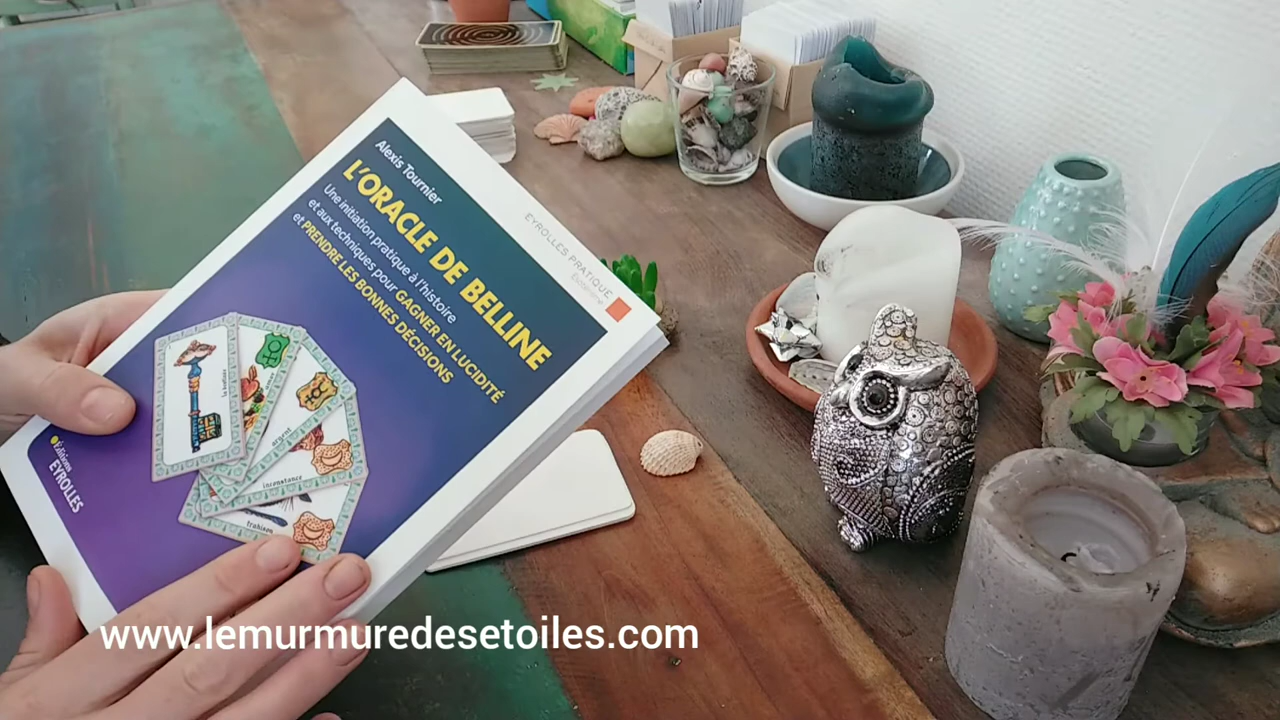 Alexis Tournier
L'ORACLE DE BELLINE
Une initiation pratique à l'histoire
et aux techniques pour GAGNER EN LUCIDITÉ
et PRENDRE LES BONNES DÉCISIONS
EYROLLES PRATIQUE
argent
inconstance
trahison
éditions
EYROLLES
www.lemurmuredesetoiles.com